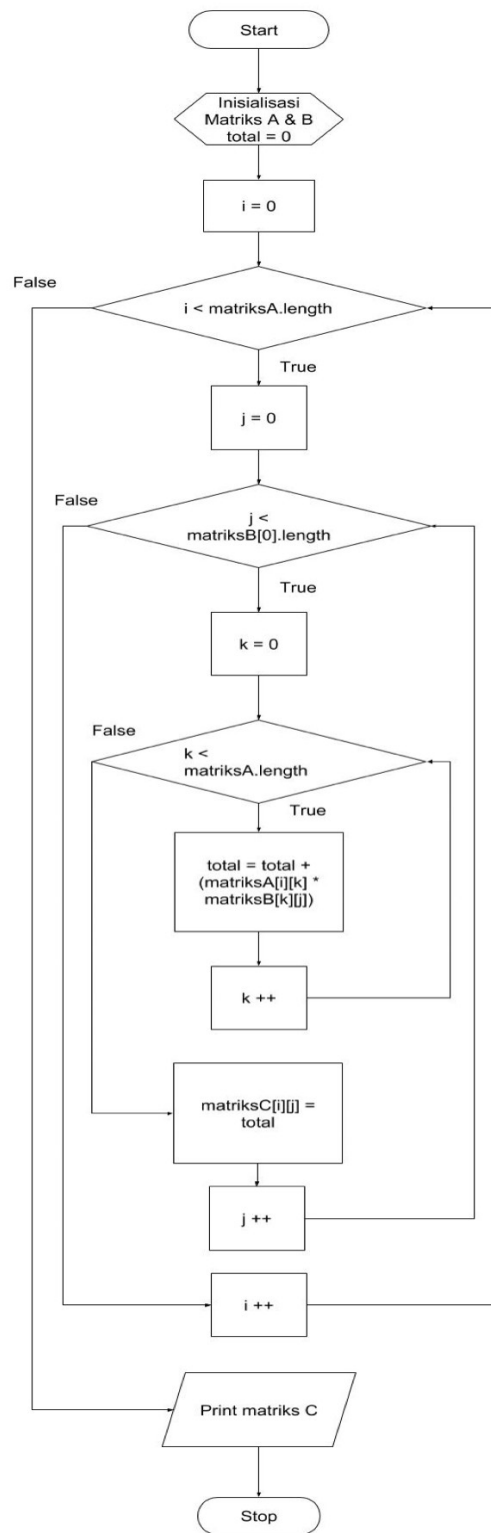 Start
Inisialisasi
Matriks A & B
total = 0
i = 0
False
i < matriksA.length
True
j = 0
False
j <
matriksB[0].length
True
k = 0
False
k <
matriksA.length
True
total = total +
(matriksA[i][k] *
matriksB[k][j])
k ++
matriksC[i][j] =
total
j ++
i ++
Print matriks C
Stop